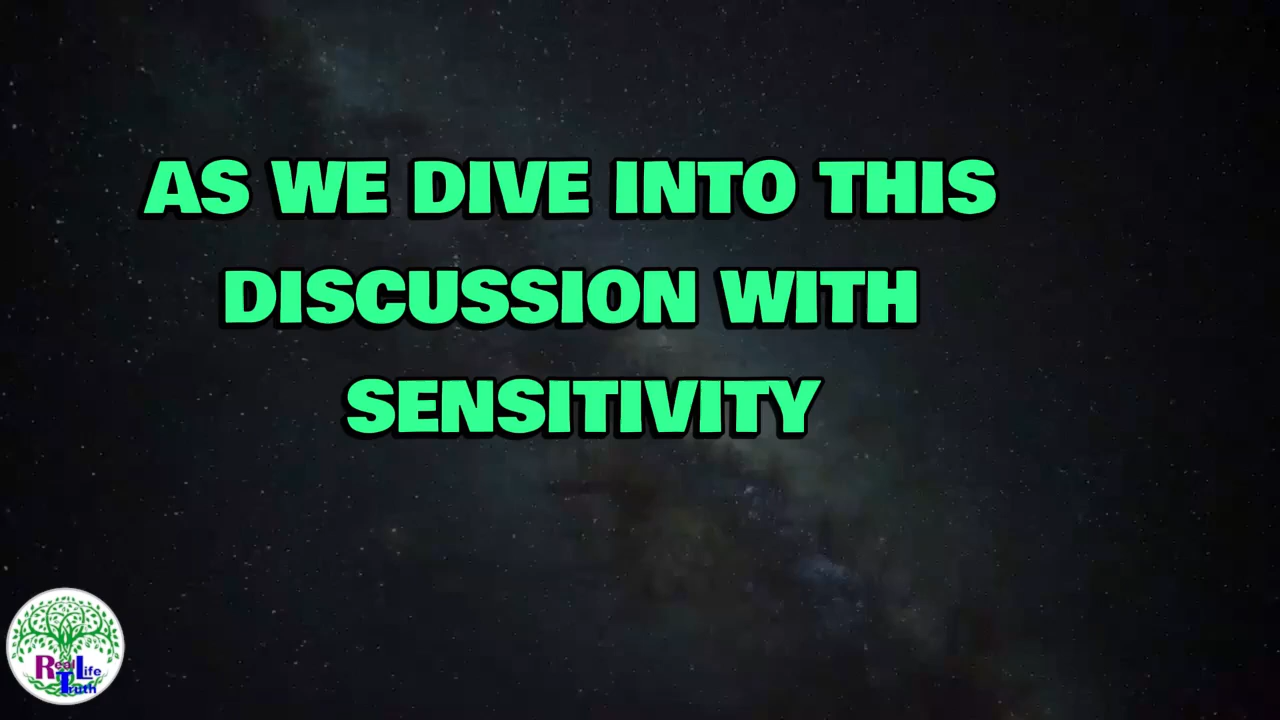 AS WE DIVE INTO THIS
DISCUSSION WITH
SENSITIVITY
Real Life
Truth